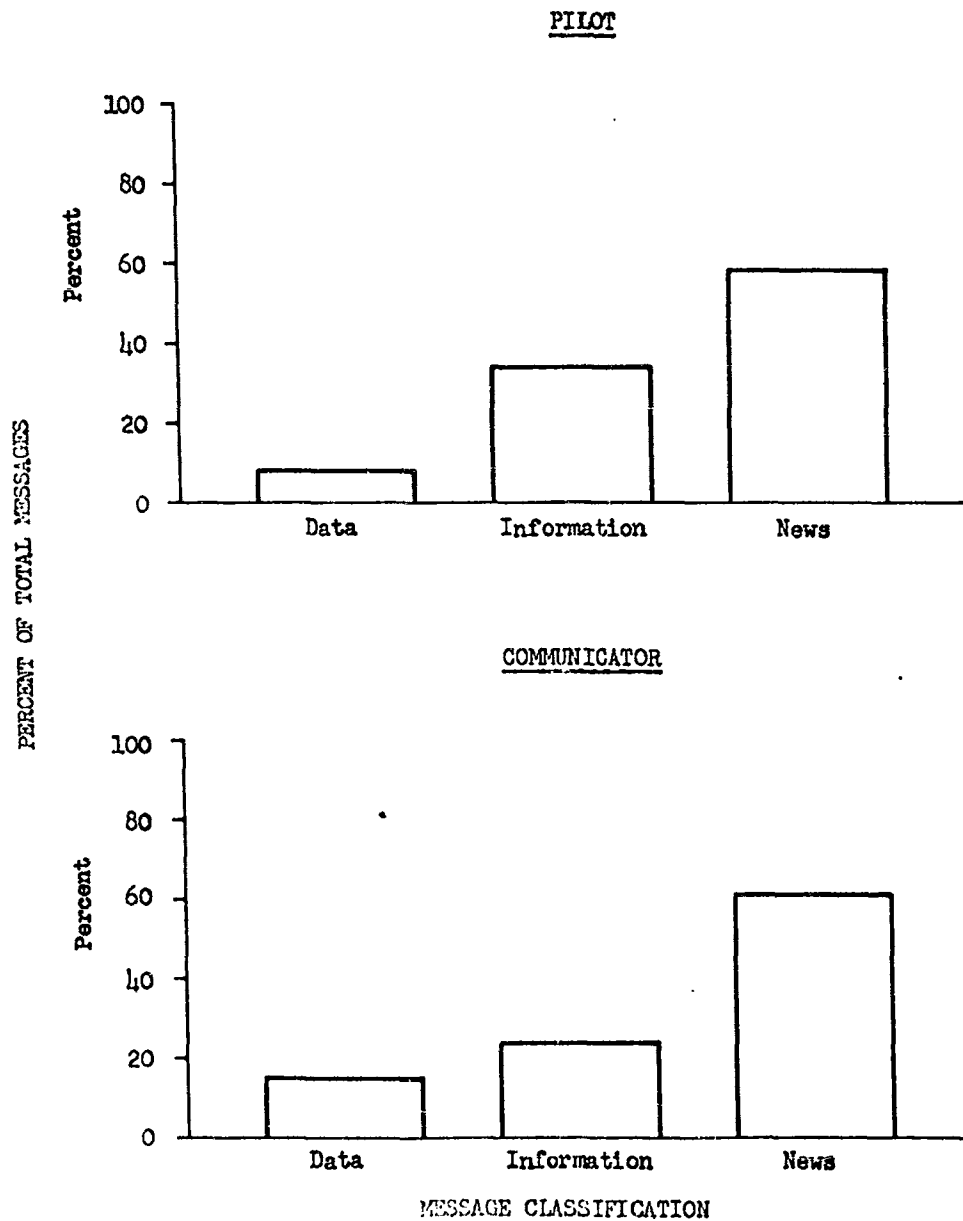 PILOT
PERCENT OF TOTAL MESSAGES
Percent
100
80
60
40
20
0
Data Information News
COMMUNICATOR
Percent
100
80
60
40
20
0
Data Information News
MESSAGE CLASSIFICATION